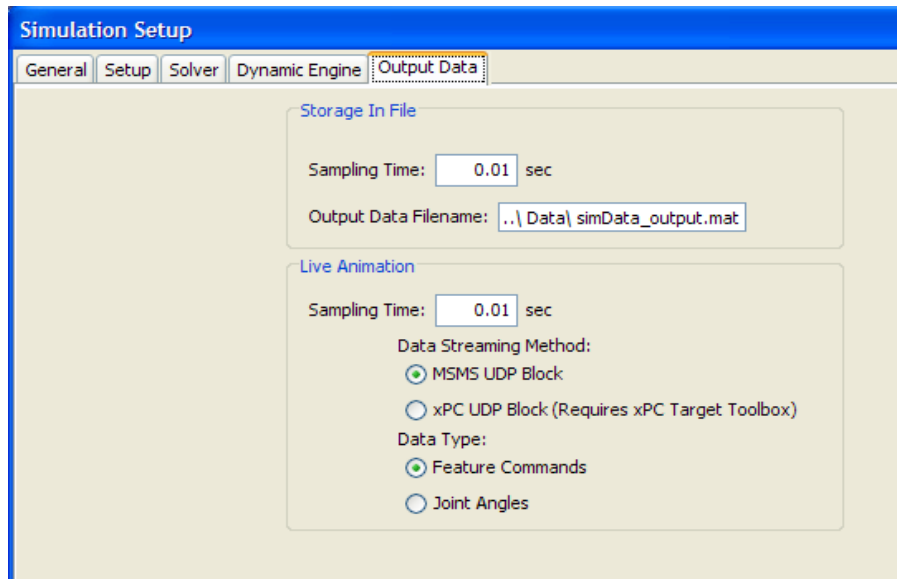 Simulation Setup
General Setup Solver Dynamic Engine Output Data
Storage In File
Sampling Time: 0.01 sec
Output Data Filename: ..\ Data\ simData_output.mat
Live Animation
Sampling Time: 0.01 sec
Data Streaming Method:
MSMS UDP Block
xPC UDP Block (Requires xPC Target Toolbox)
Data Type:
Feature Commands
Joint Angles